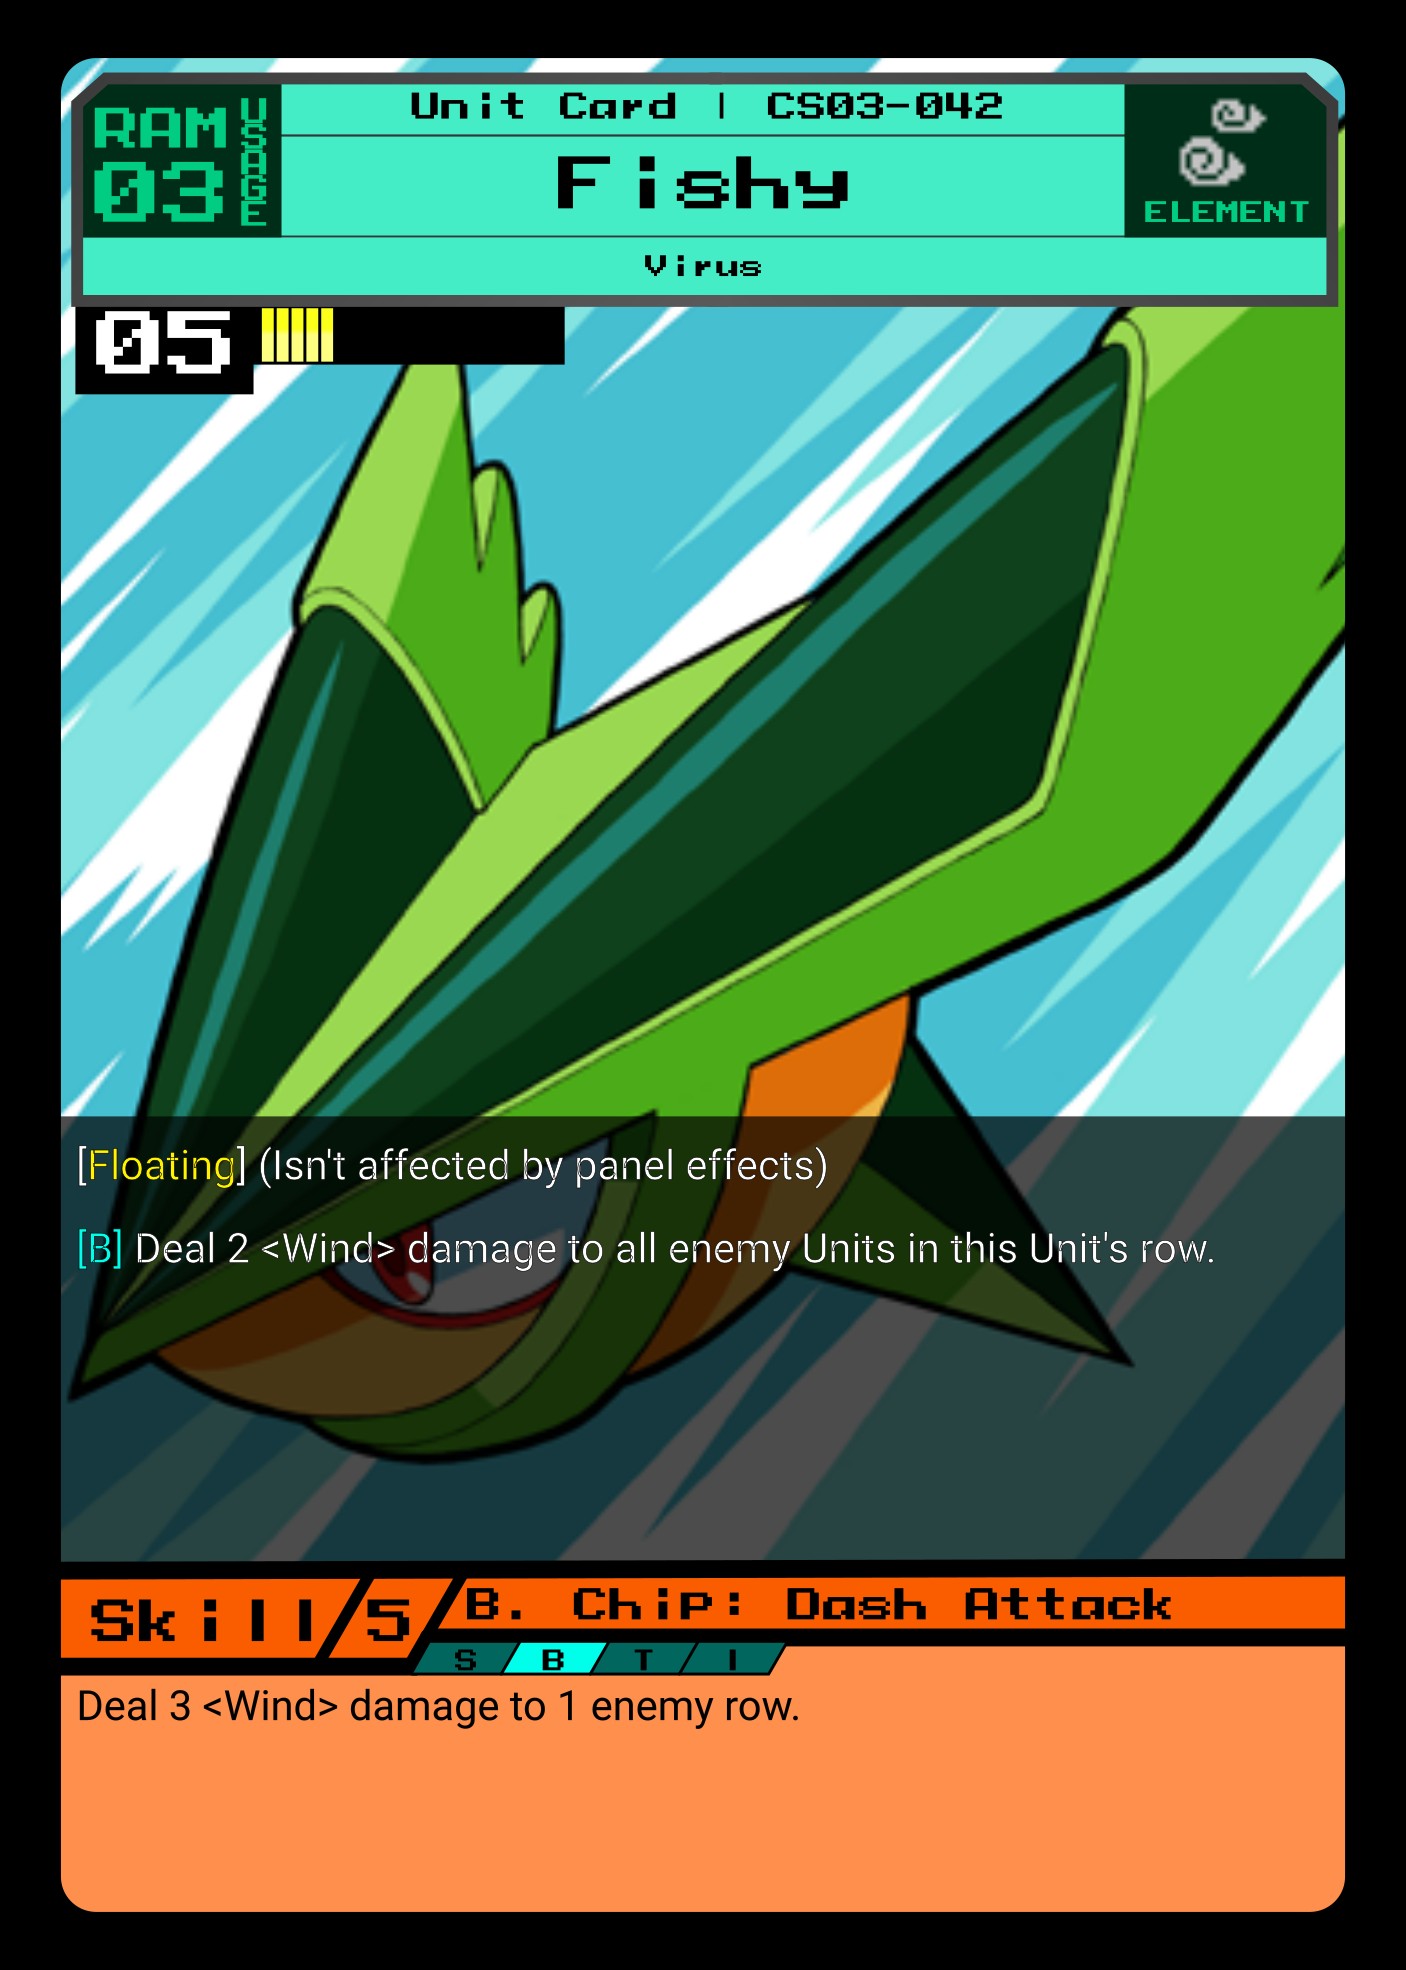 Unit Card | CS03-042
RAM
03
USAGE
Fishy
ELEMENT
Virus
05
[Floating] (Isn't affected by panel effects)
[B] Deal 2 <Wind> damage to all enemy Units in this Unit's row.
Skill/5
B. Chip: Dash Attack
S B T I
Deal 3 <Wind> damage to 1 enemy row.